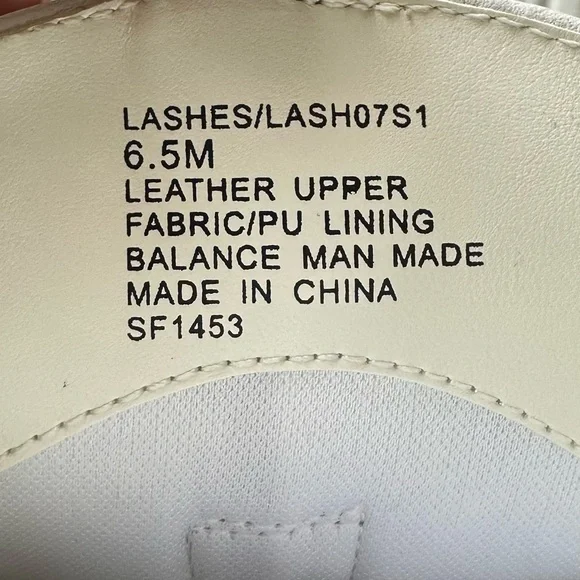 LASHES/LASH07S1
6.5M
LEATHER UPPER
FABRIC/PU LINING
BALANCE MAN MADE
MADE IN CHINA
SF1453